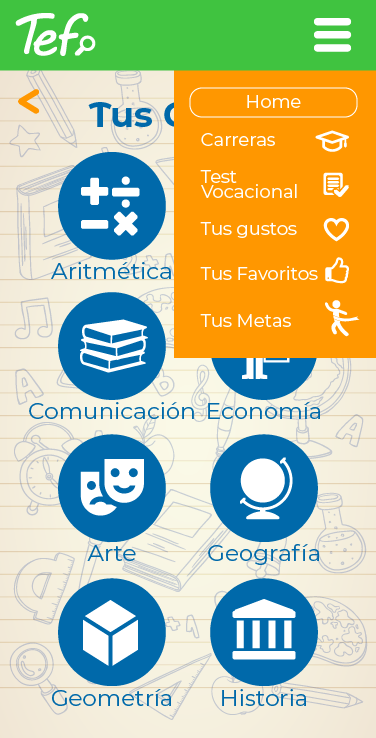 Tef
Home
Carreras
Test
Vocacional
Tus gustos
Tus Favoritos
Tus Metas
Tus
Aritmética
Comunicación
Economía
Arte
Geografía
Geometría
Historia